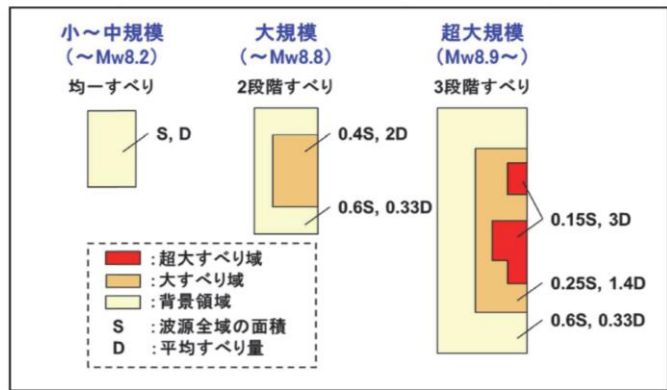 小～中規模
（～Mw8.2）
均一すべり
S, D
大規模
（～Mw8.8）
2段階すべり
0.4S, 2D
0.6S, 0.33D
超大規模
（Mw8.9～）
3段階すべり
0.15S, 3D
0.25S, 1.4D
0.6S, 0.33D
：超大すべり域
：大すべり域
：背景領域
S ：波源全域の面積
D ：平均すべり量